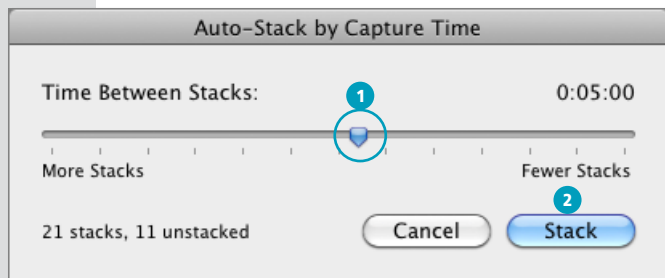 Auto-Stack by Capture Time
Time Between Stacks: 1 0:05:00
More Stacks Fewer Stacks
2
21 stacks, 11 unstacked Cancel Stack